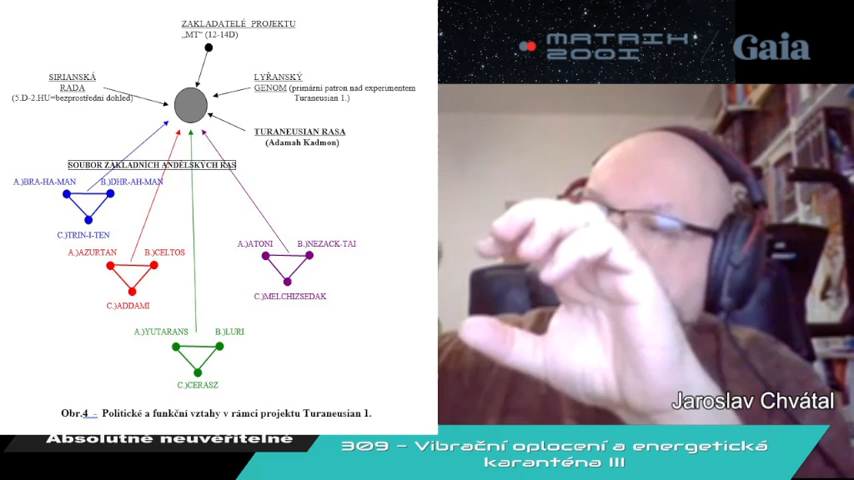 ZAKLADATELÉ PROJEKTU
„MT“ (12-14D)
SIRIANSKÁ
RADA
(5.D-2.HU=bezprostřední dohled)
LYŘANSKÝ
GENOM (primární patron nad experimentem
Turaneusian 1.)
TURANEUSIAN RASA
(Adamah Kadmon)
SOUBOR ZÁKLADNÍCH ANDĚLSKÝCH RAS
A.)BRA-HA-MAN
B.)DHR-AH-MAN
C.)TRIN-I-TEN
A.)AZURTAN
B.)CELTOS
C.)ADDAMI
A.)ATONI
B.)NEZACK-TAI
C.)MELCHIZSEDAK
A.)YUTARANS
B.)LURI
C.)CERASZ
Obr.4 – Politické a funkční vztahy v rámci projektu Turaneusian 1.
MATRIX
2001
Gaia
Jaroslav Chvátal
Absolutně neuvěřitelné
309 - Vibrační oplocení a energetická
karanténa III